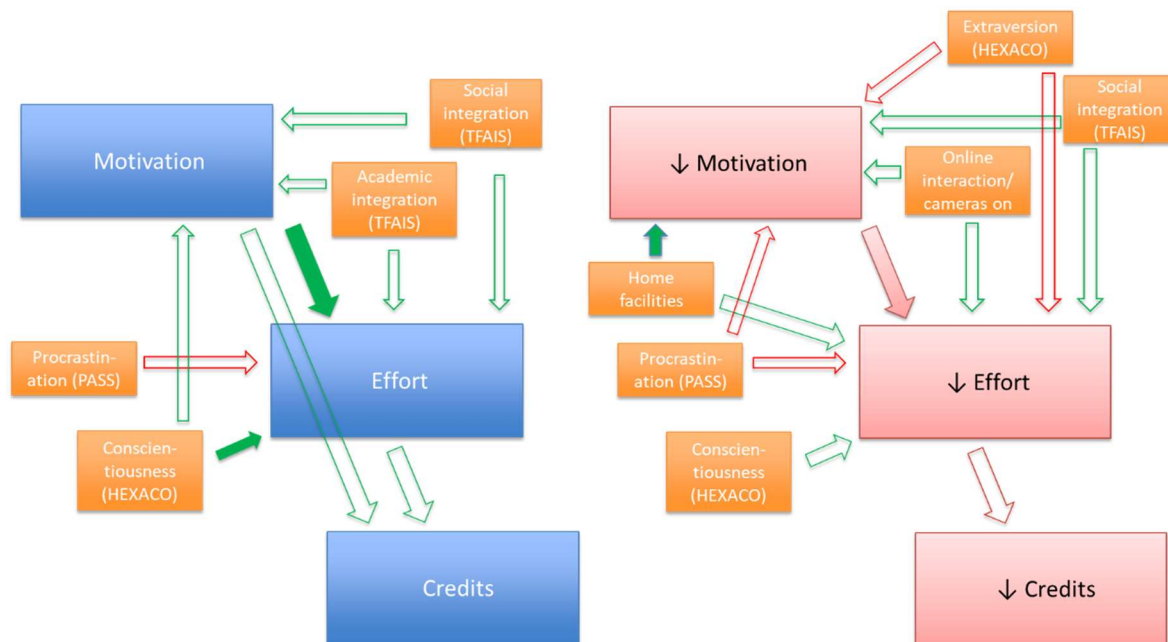 Social
integration
(TFAIS)
Motivation
Academic
integration
(TFAIS)
Procrastin-
ation (PASS)
Effort
Conscien-
tiousness
(HEXACO)
Credits
Extraversion
(HEXACO)
Social
integration
(TFAIS)
↓ Motivation
Online
interaction/
cameras on
Home
facilities
Procrastin-
ation (PASS)
↓ Effort
Conscien-
tiousness
(HEXACO)
↓ Credits